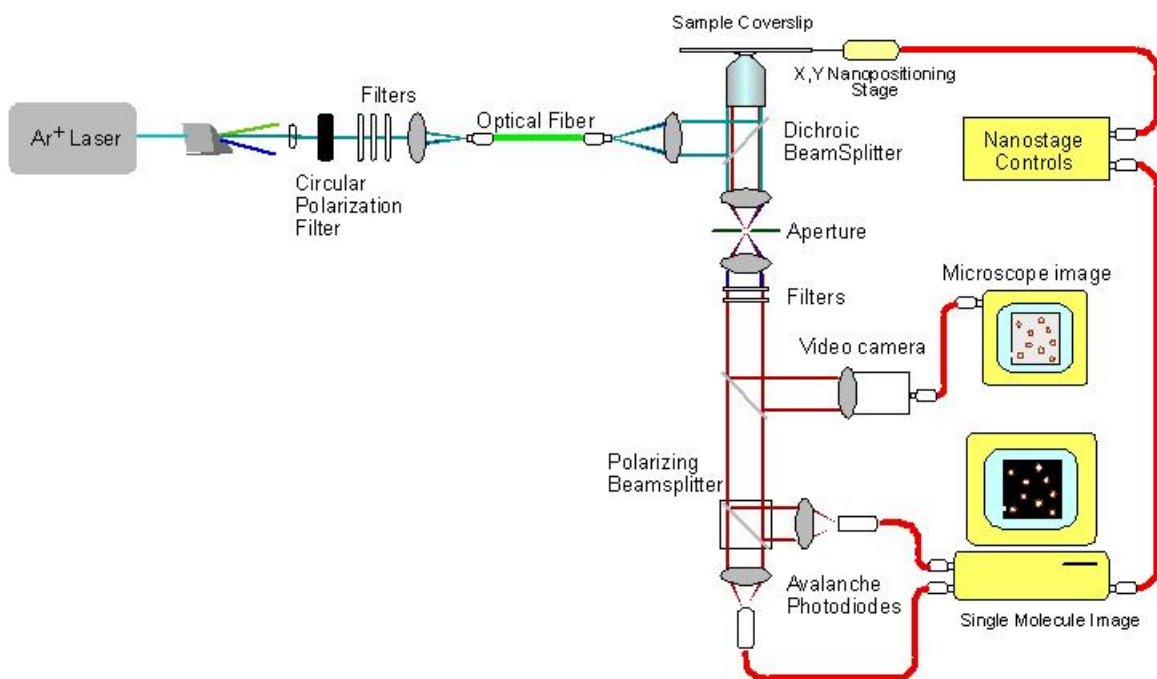 Sample Coverslip
X,Y Nanopositioning
Stage
Filters
Ar+ Laser
Optical Fiber
Dichroic
BeamSplitter
Nanostage
Controls
Circular
Polarization
Filter
Aperture
Microscope image
Filters
Video camera
Polarizing
Beamsplitter
Avalanche
Photodiodes
Single Molecule Image